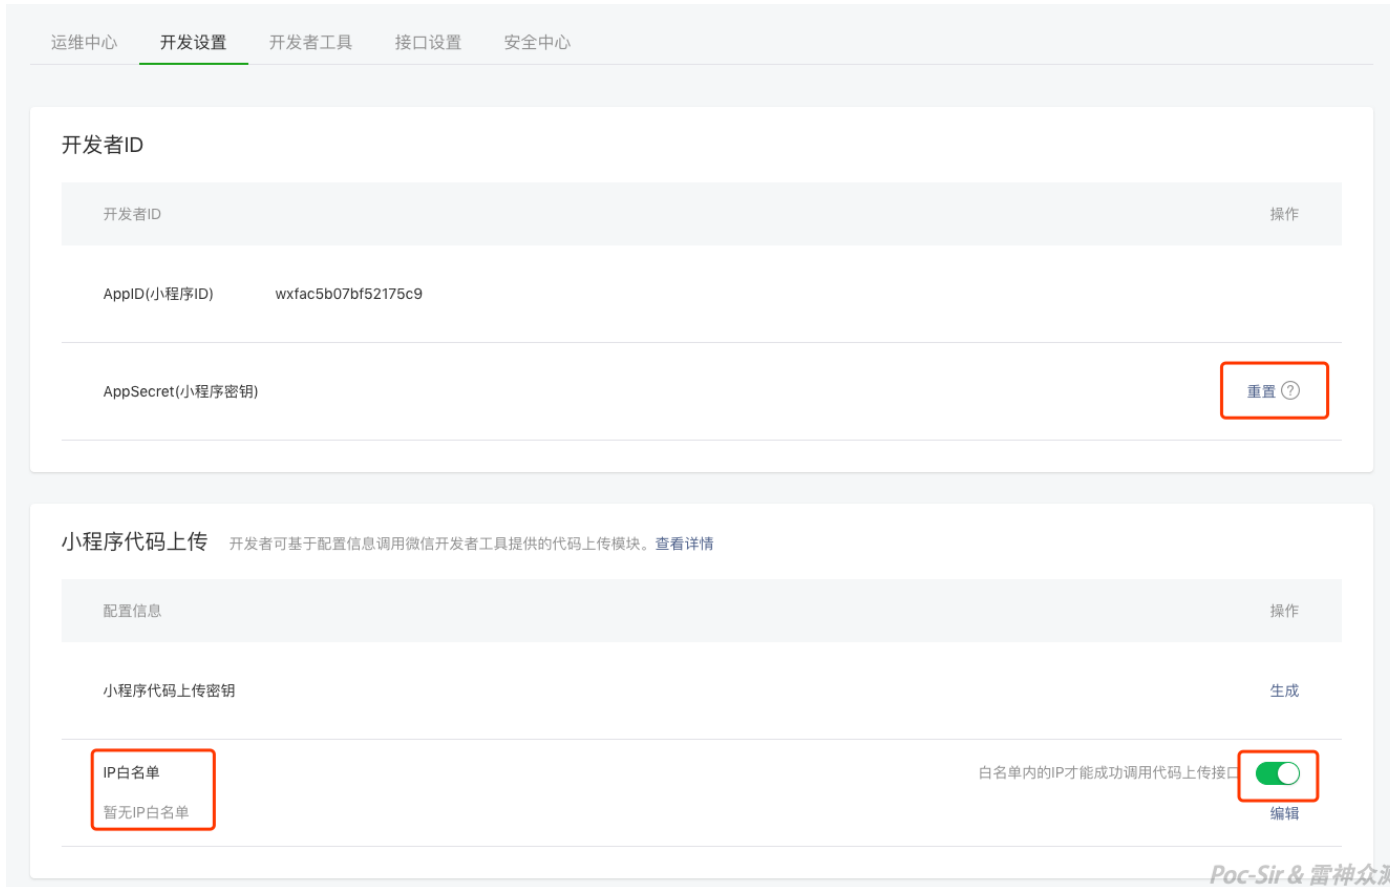 运维中心 开发设置 开发者工具 接口设置 安全中心
开发者ID
开发者ID 操作
AppID(小程序ID) wxfac5b07bf52175c9
AppSecret(小程序密钥) 重置 ?
小程序代码上传 开发者可基于配置信息调用微信开发者工具提供的代码上传模块。查看详情
配置信息 操作
小程序代码上传密钥 生成
IP白名单 白名单内的IP才能成功调用代码上传接口
暂无IP白名单 编辑
Poc-Sir & 雷神众测